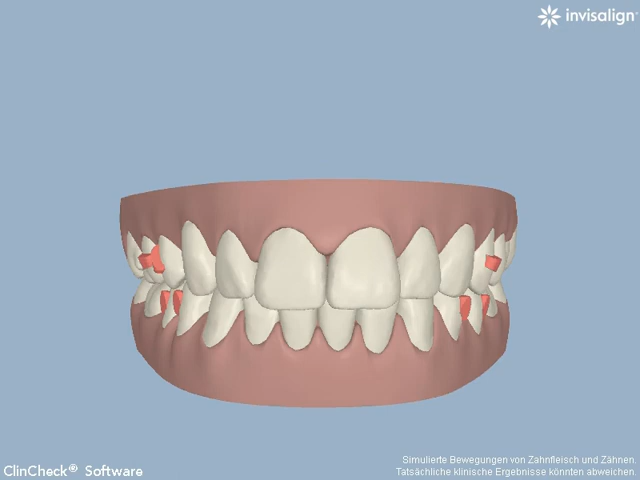 invisalign
Simulierte Bewegungen von Zahnfleisch und Zähnen.
ClinCheck® Software
Tatsächliche klinische Ergebnisse könnten abweichen.